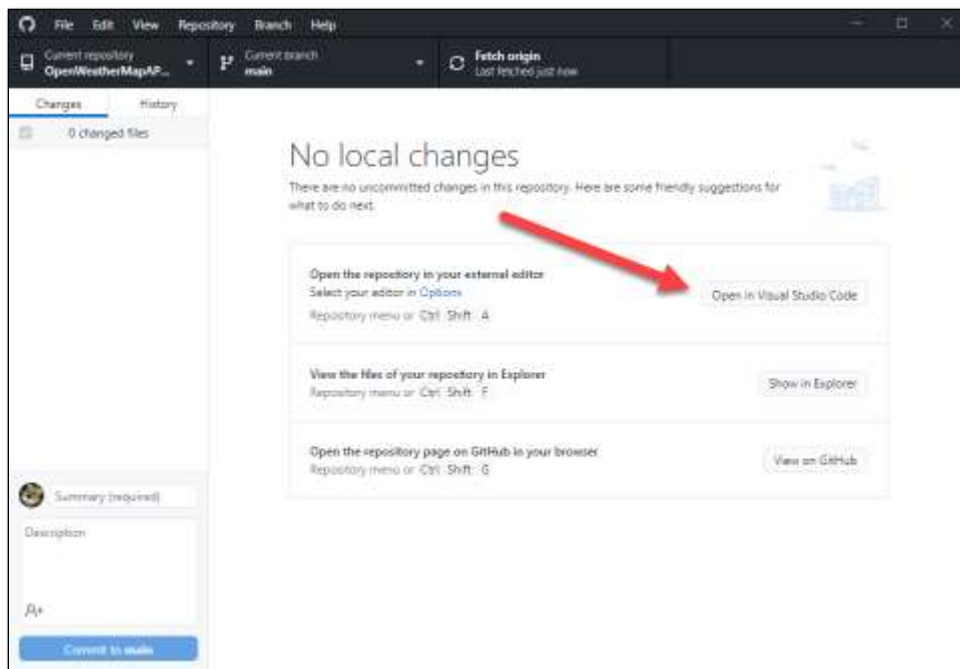 File Edit View Repository Branch Help
Current repository
OpenWeatherMapAP...
Current branch
main
Fetch origin
Last fetched just now
Changes History
0 changed files
No local changes
There are no uncommitted changes in this repository. Here are some friendly suggestions for
what to do next.
Open the repository in your external editor
Select your editor in Options
Repository menu or Ctrl Shift A
Open in Visual Studio Code
View the files of your repository in Explorer
Repository menu or Ctrl Shift F
Show in Explorer
Open the repository page on GitHub in your browser
Repository menu or Ctrl Shift G
View on GitHub
Summary (required)
Description
Commit to main